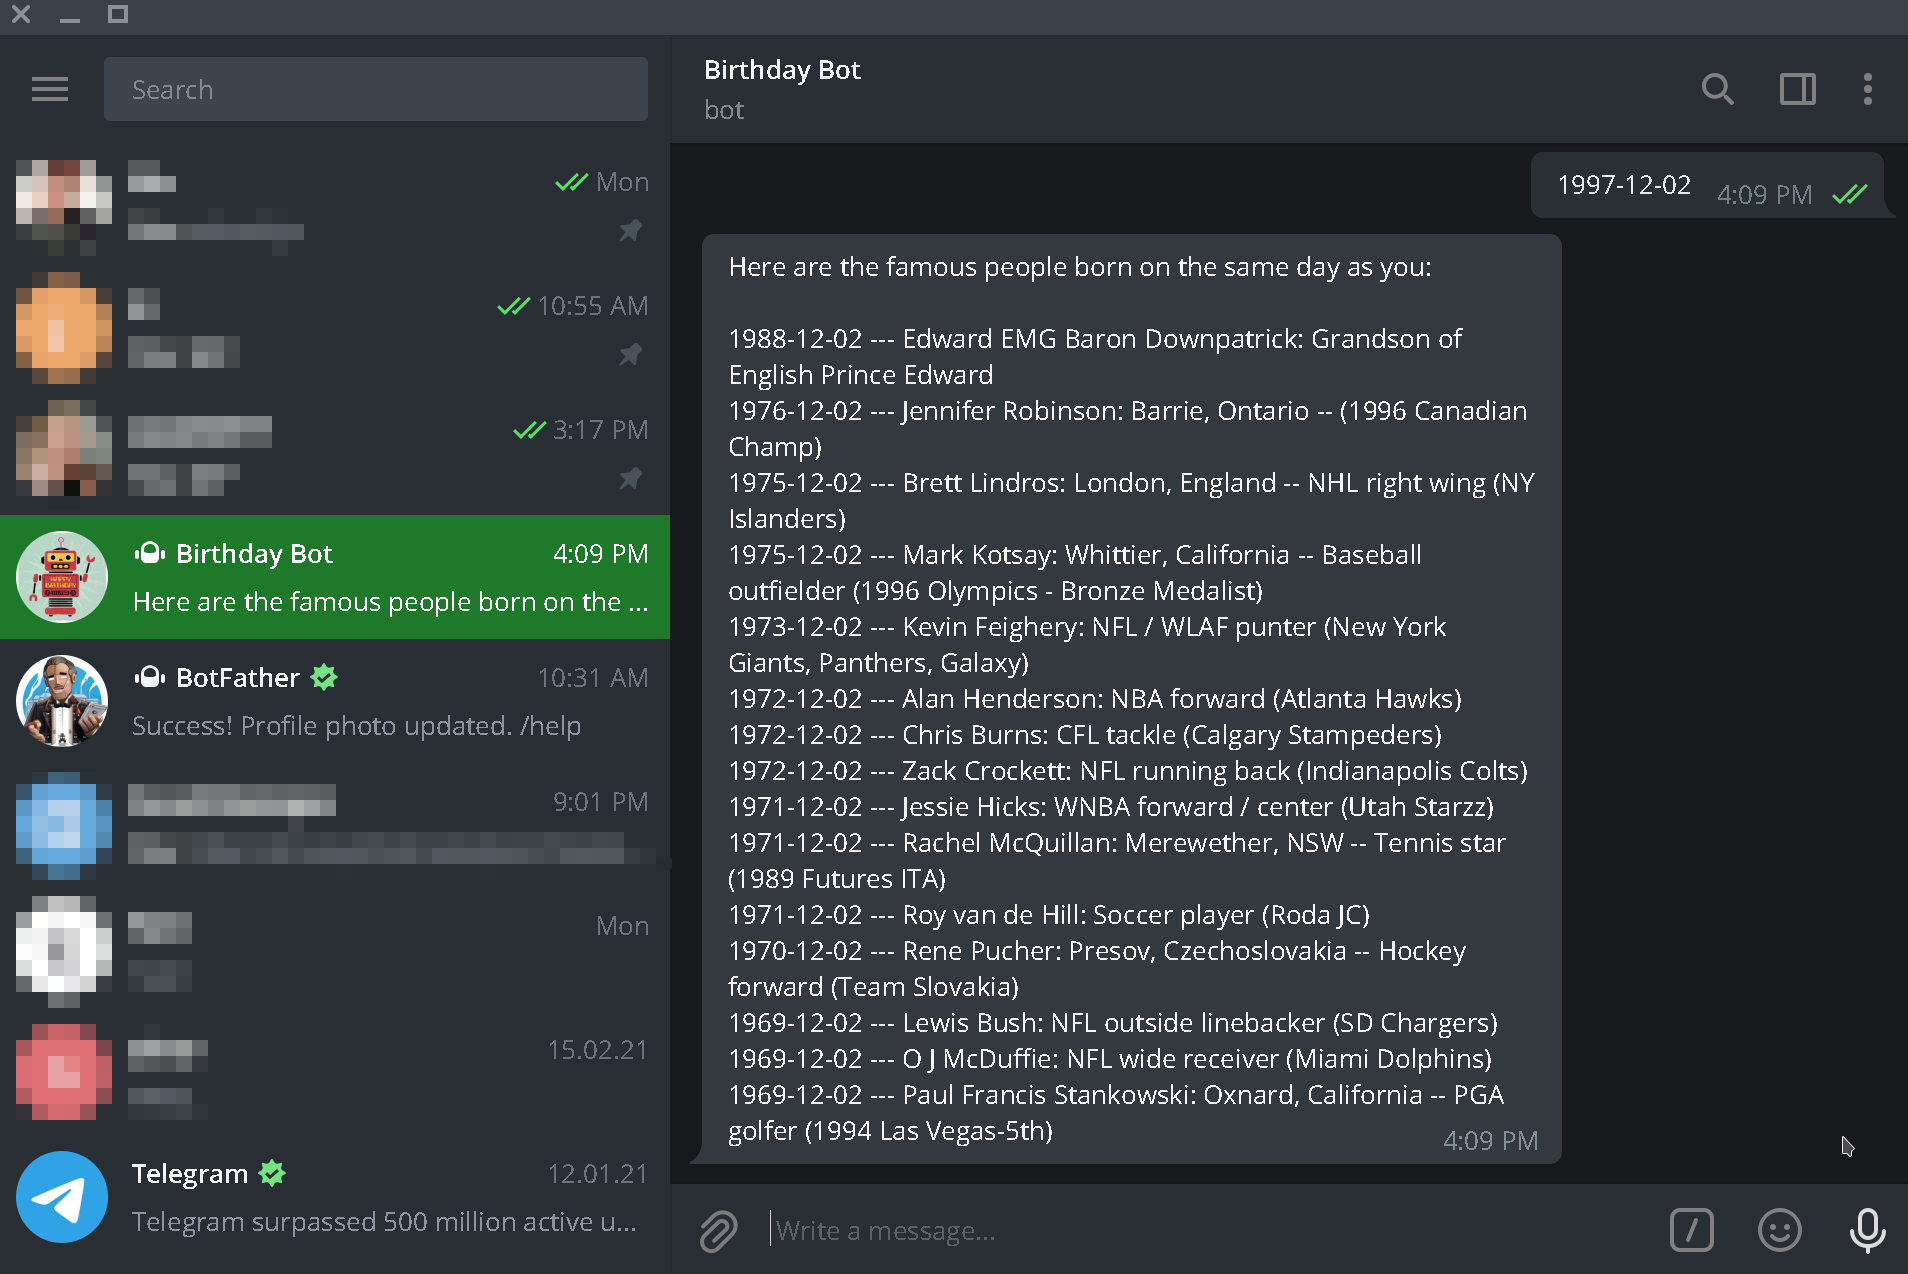 Search
Mon
10:55 AM
3:17 PM
Birthday Bot 4:09 PM
Here are the famous people born on the ...
BotFather 10:31 AM
Success! Profile photo updated. /help
9:01 PM
Mon
15.02.21
Telegram 12.01.21
Telegram surpassed 500 million active u...
Birthday Bot
bot
1997-12-02 4:09 PM
Here are the famous people born on the same day as you:
1988-12-02 --- Edward EMG Baron Downpatrick: Grandson of
English Prince Edward
1976-12-02 --- Jennifer Robinson: Barrie, Ontario -- (1996 Canadian
Champ)
1975-12-02 --- Brett Lindros: London, England -- NHL right wing (NY
Islanders)
1975-12-02 --- Mark Kotsay: Whittier, California -- Baseball
outfielder (1996 Olympics - Bronze Medalist)
1973-12-02 --- Kevin Feighery: NFL / WLAF punter (New York
Giants, Panthers, Galaxy)
1972-12-02 --- Alan Henderson: NBA forward (Atlanta Hawks)
1972-12-02 --- Chris Burns: CFL tackle (Calgary Stampeders)
1972-12-02 --- Zack Crockett: NFL running back (Indianapolis Colts)
1971-12-02 --- Jessie Hicks: WNBA forward / center (Utah Starzz)
1971-12-02 --- Rachel McQuillan: Merewether, NSW -- Tennis star
(1989 Futures ITA)
1971-12-02 --- Roy van de Hill: Soccer player (Roda JC)
1970-12-02 --- Rene Pucher: Presov, Czechoslovakia -- Hockey
forward (Team Slovakia)
1969-12-02 --- Lewis Bush: NFL outside linebacker (SD Chargers)
1969-12-02 --- O J McDuffie: NFL wide receiver (Miami Dolphins)
1969-12-02 --- Paul Francis Stankowski: Oxnard, California -- PGA
golfer (1994 Las Vegas-5th)
4:09 PM
Write a message...